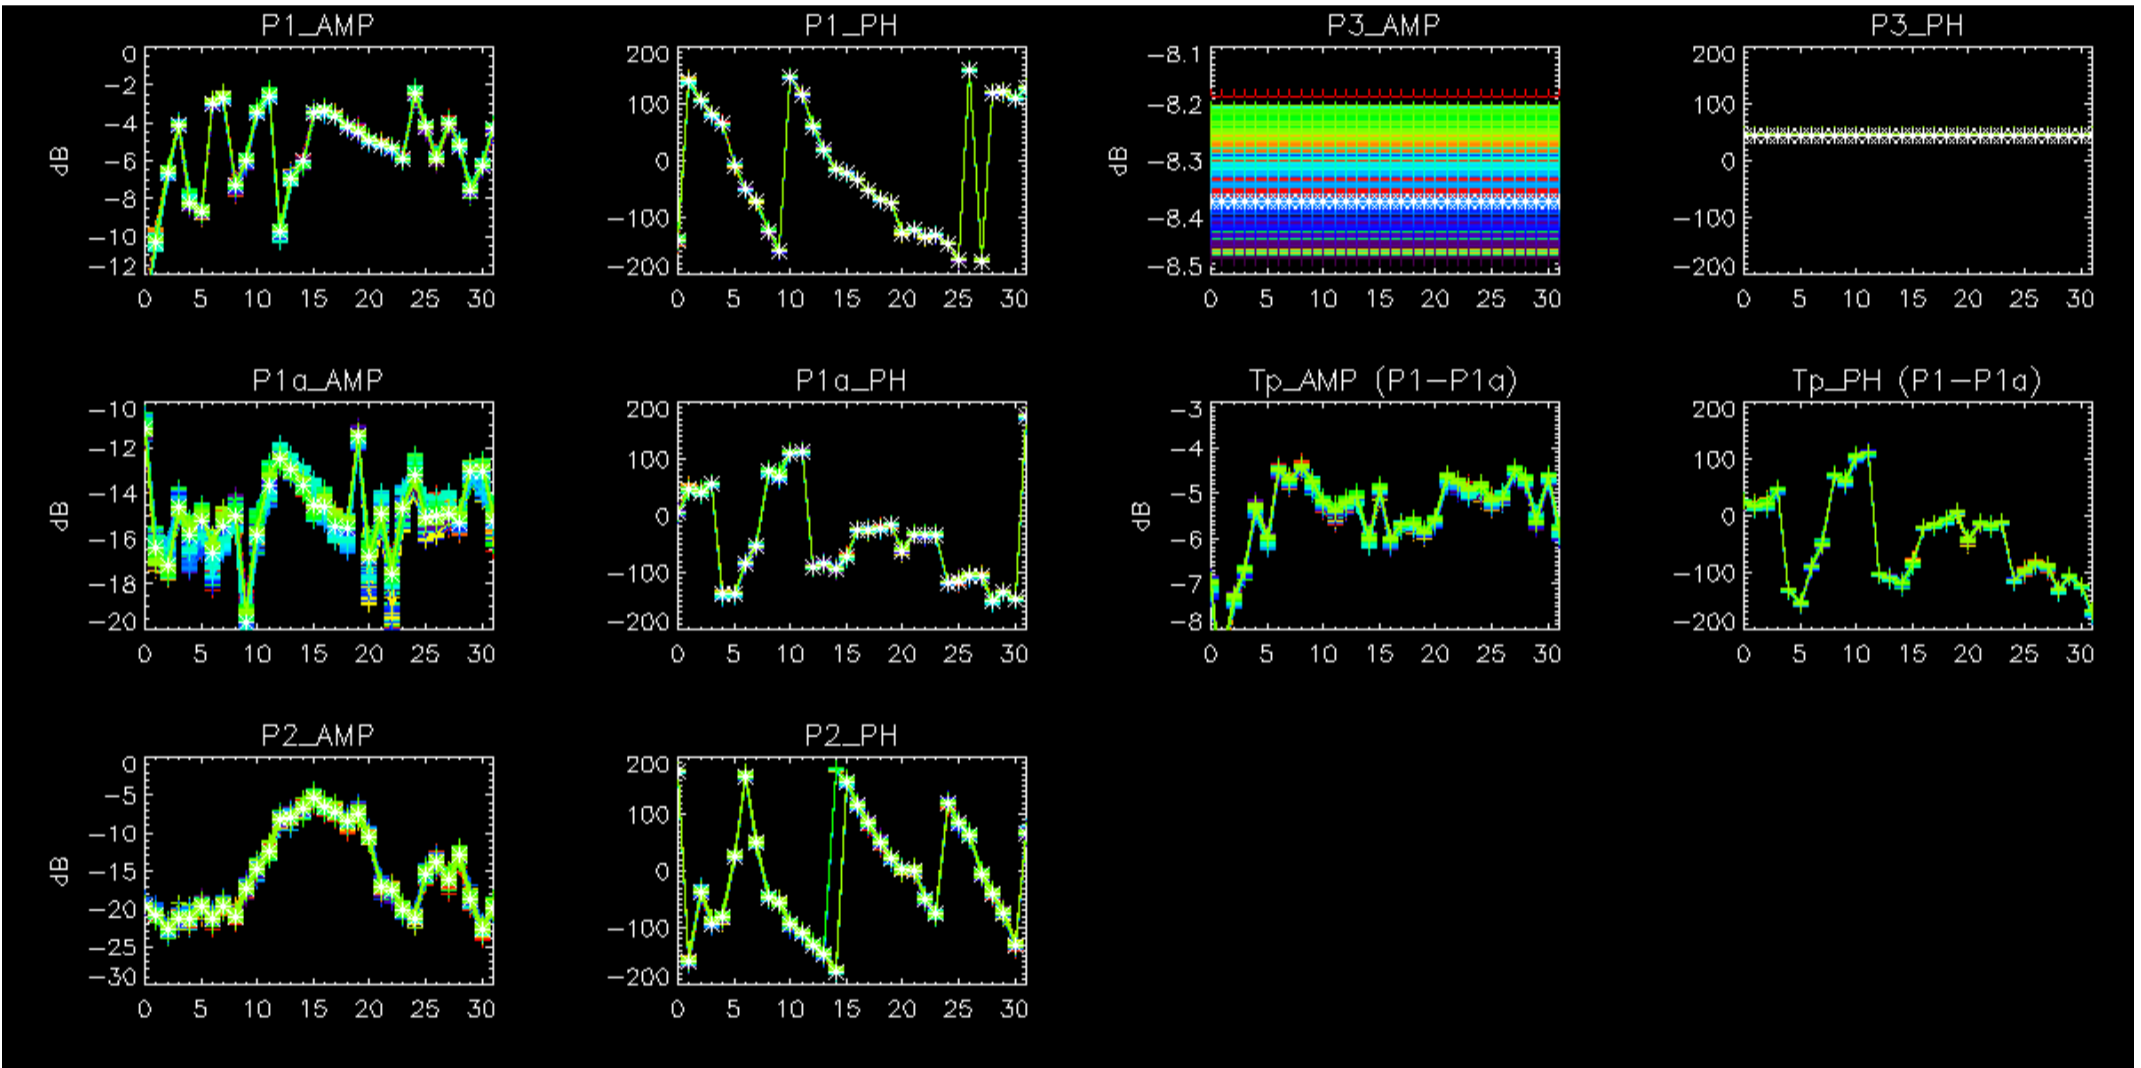 P1_AMP
0
−2
−4
−6
−8
−10
−12
dB
0 5 10 15 20 25 30
P1_PH
200
100
0
−100
−200
0 5 10 15 20 25 30
P3_AMP
−8.1
−8.2
−8.3
−8.4
−8.5
dB
0 5 10 15 20 25 30
P3_PH
200
100
0
−100
−200
0 5 10 15 20 25 30
P1a_AMP
−10
−12
−14
−16
−18
−20
dB
0 5 10 15 20 25 30
P1a_PH
200
100
0
−100
−200
0 5 10 15 20 25 30
Tp_AMP (P1−P1a)
−3
−4
−5
−6
−7
−8
dB
0 5 10 15 20 25 30
Tp_PH (P1−P1a)
200
100
0
−100
−200
0 5 10 15 20 25 30
P2_AMP
0
−5
−10
−15
−20
−25
−30
dB
0 5 10 15 20 25 30
P2_PH
200
100
0
−100
−200
0 5 10 15 20 25 30